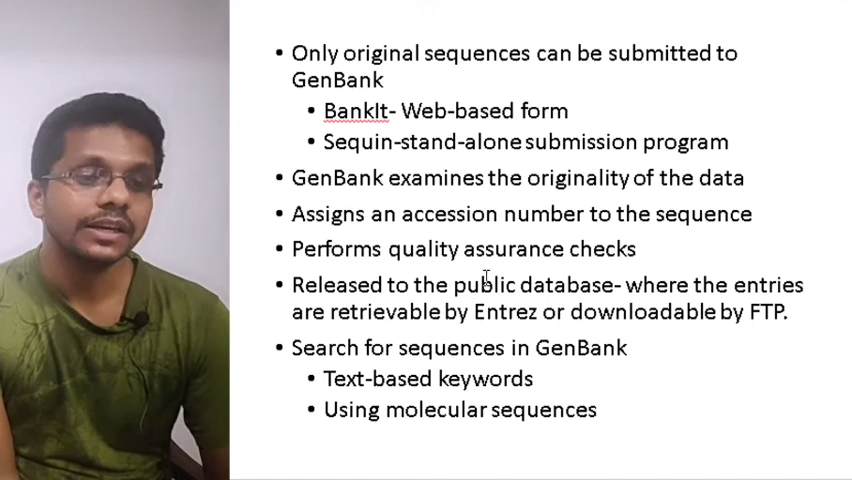 • Only original sequences can be submitted to
GenBank
• BankIt- Web-based form
• Sequin-stand-alone submission program
• GenBank examines the originality of the data
• Assigns an accession number to the sequence
• Performs quality assurance checks
• Released to the public database- where the entries
are retrievable by Entrez or downloadable by FTP.
• Search for sequences in GenBank
• Text-based keywords
• Using molecular sequences